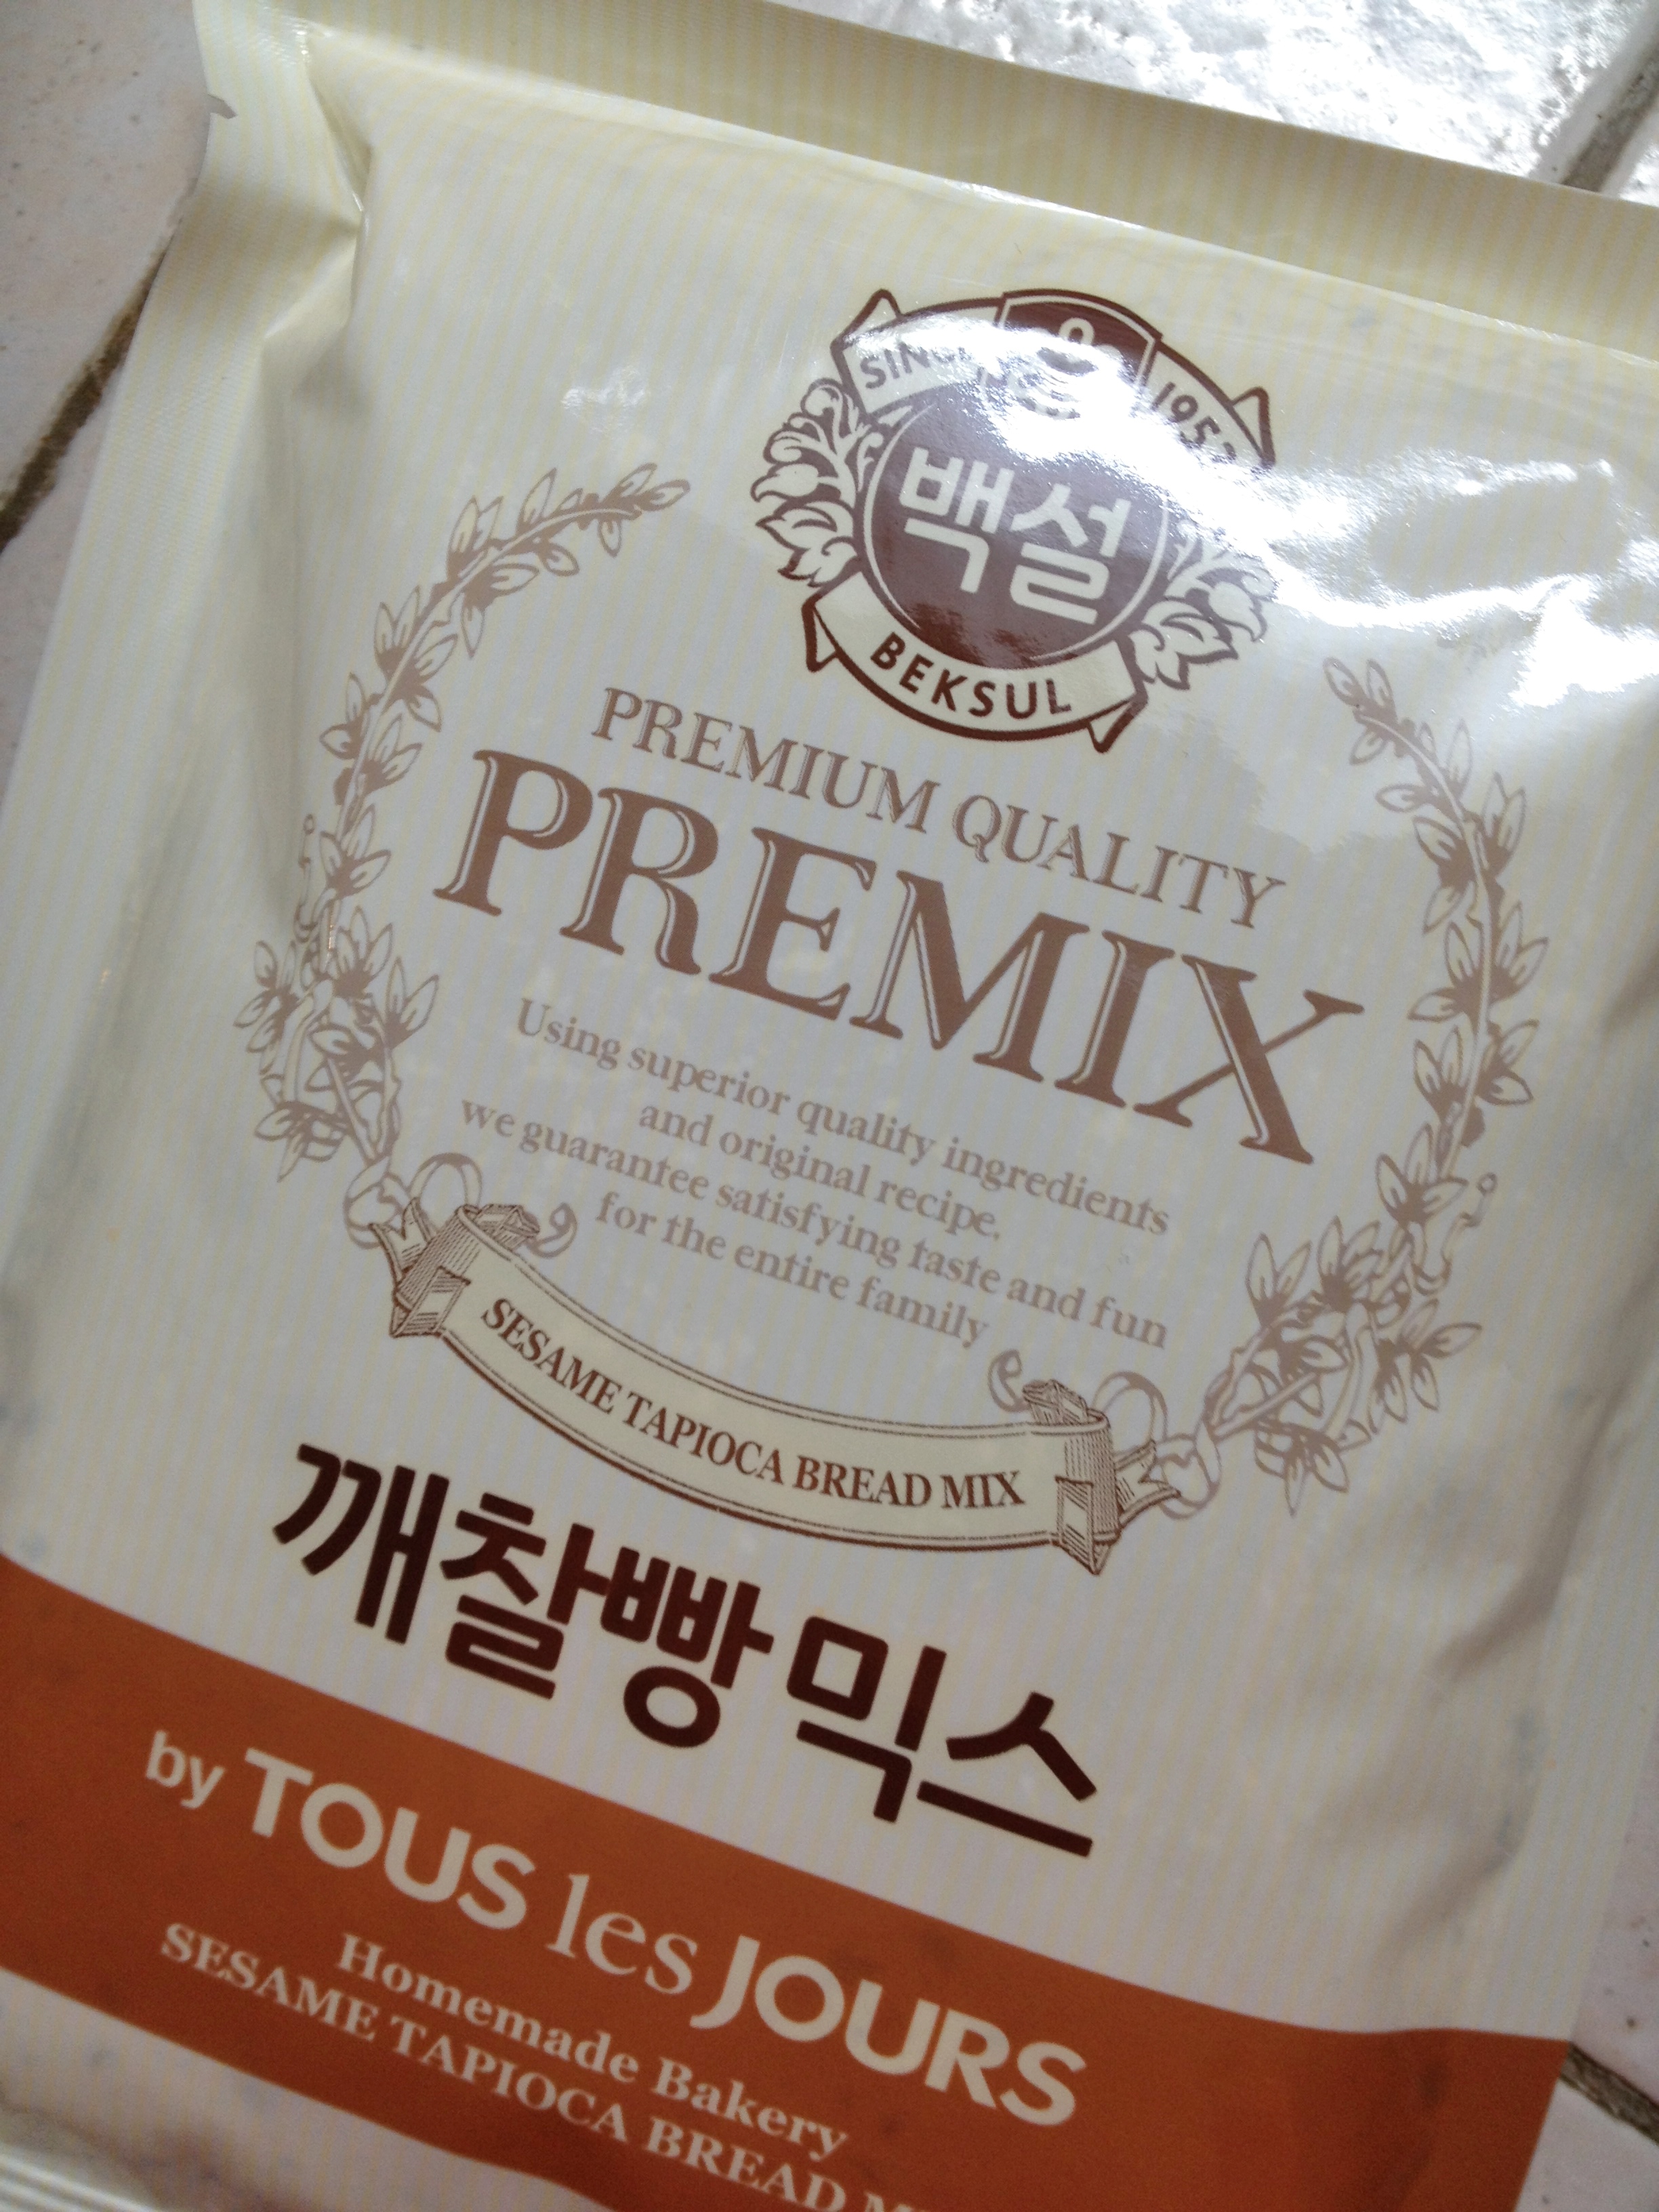 SINCE 1953
백설
BEKSUL
PREMIUM QUALITY
PREMIX
Using superior quality ingredients
and original recipe.
we guarantee satisfying taste and fun
for the entire family
SESAME TAPIOCA BREAD MIX
깨찰빵 믹스
by TOUS les JOURS
Homemade Bakery
SESAME TAPIOCA BREAD